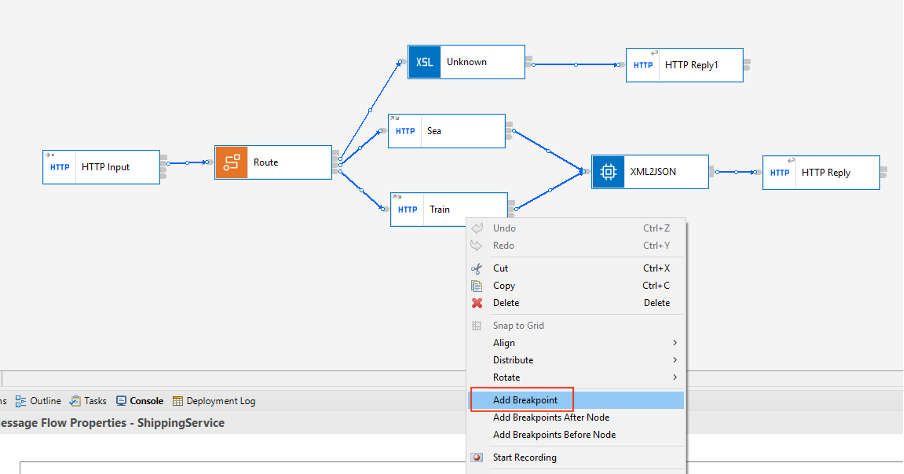 XSL Unknown
HTTP HTTP Reply1
HTTP Sea
HTTP HTTP Input
Route
XML2JSON
HTTP HTTP Reply
HTTP Train
Undo Ctrl+Z
Redo Ctrl+Y
Cut Ctrl+X
Copy Ctrl+C
Delete Delete
Snap to Grid
Align
Distribute
Rotate
Add Breakpoint
Add Breakpoints After Node
Add Breakpoints Before Node
Start Recording
ns Outline Tasks Console Deployment Log
essage Flow Properties - ShippingService